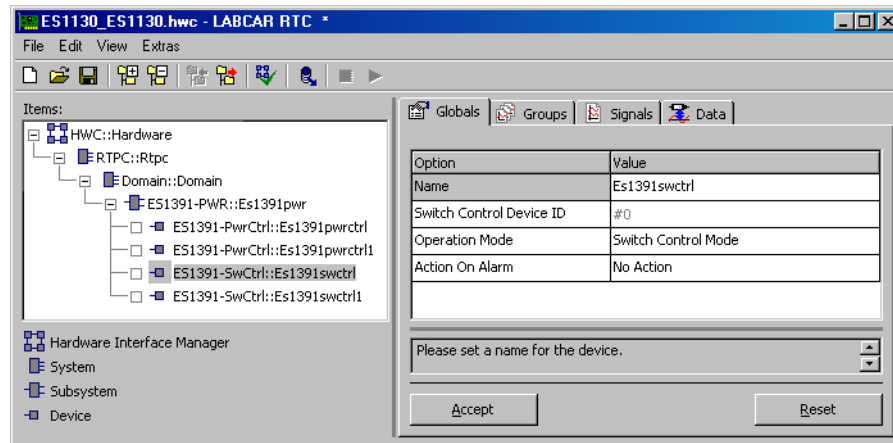 ES1130_ES1130.hwc - LABCAR RTC *
File Edit View Extras
Items:
HWC::Hardware
RTPC::Rtpc
Domain::Domain
ES1391-PWR::Es1391pwr
ES1391-PwrCtrl::Es1391pwrctrl
ES1391-PwrCtrl::Es1391pwrctrl1
ES1391-SwCtrl::Es1391swctrl
ES1391-SwCtrl::Es1391swctrl1
Hardware Interface Manager
System
Subsystem
Device
Globals Groups Signals Data
Option Value
Name Es1391swctrl
Switch Control Device ID #0
Operation Mode Switch Control Mode
Action On Alarm No Action
Please set a name for the device.
Accept Reset